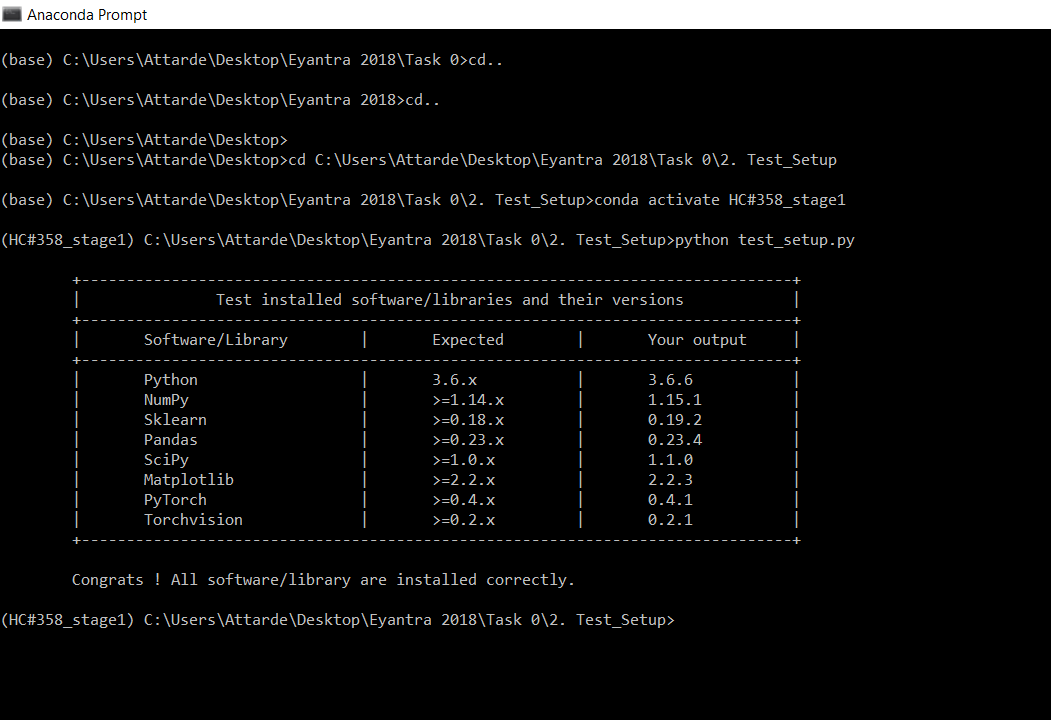 Anaconda Prompt
(base) C:\Users\Attarde\Desktop\Eyantra 2018\Task 0>cd..
(base) C:\Users\Attarde\Desktop\Eyantra 2018>cd..
(base) C:\Users\Attarde\Desktop>
(base) C:\Users\Attarde\Desktop>cd C:\Users\Attarde\Desktop\Eyantra 2018\Task 0\2. Test_Setup
(base) C:\Users\Attarde\Desktop\Eyantra 2018\Task 0\2. Test_Setup>conda activate HC#358_stage1
(HC#358_stage1) C:\Users\Attarde\Desktop\Eyantra 2018\Task 0\2. Test_Setup>python test_setup.py
+-------------------------------------------------------------------------------+
| Test installed software/libraries and their versions |
+-------------------------------------------------------------------------------+
| Software/Library | Expected | Your output |
+-------------------------------------------------------------------------------+
| Python | 3.6.x | 3.6.6 |
| NumPy | >=1.14.x | 1.15.1 |
| Sklearn | >=0.18.x | 0.19.2 |
| Pandas | >=0.23.x | 0.23.4 |
| SciPy | >=1.0.x | 1.1.0 |
| Matplotlib | >=2.2.x | 2.2.3 |
| PyTorch | >=0.4.x | 0.4.1 |
| Torchvision | >=0.2.x | 0.2.1 |
+-------------------------------------------------------------------------------+
Congrats ! All software/library are installed correctly.
(HC#358_stage1) C:\Users\Attarde\Desktop\Eyantra 2018\Task 0\2. Test_Setup>